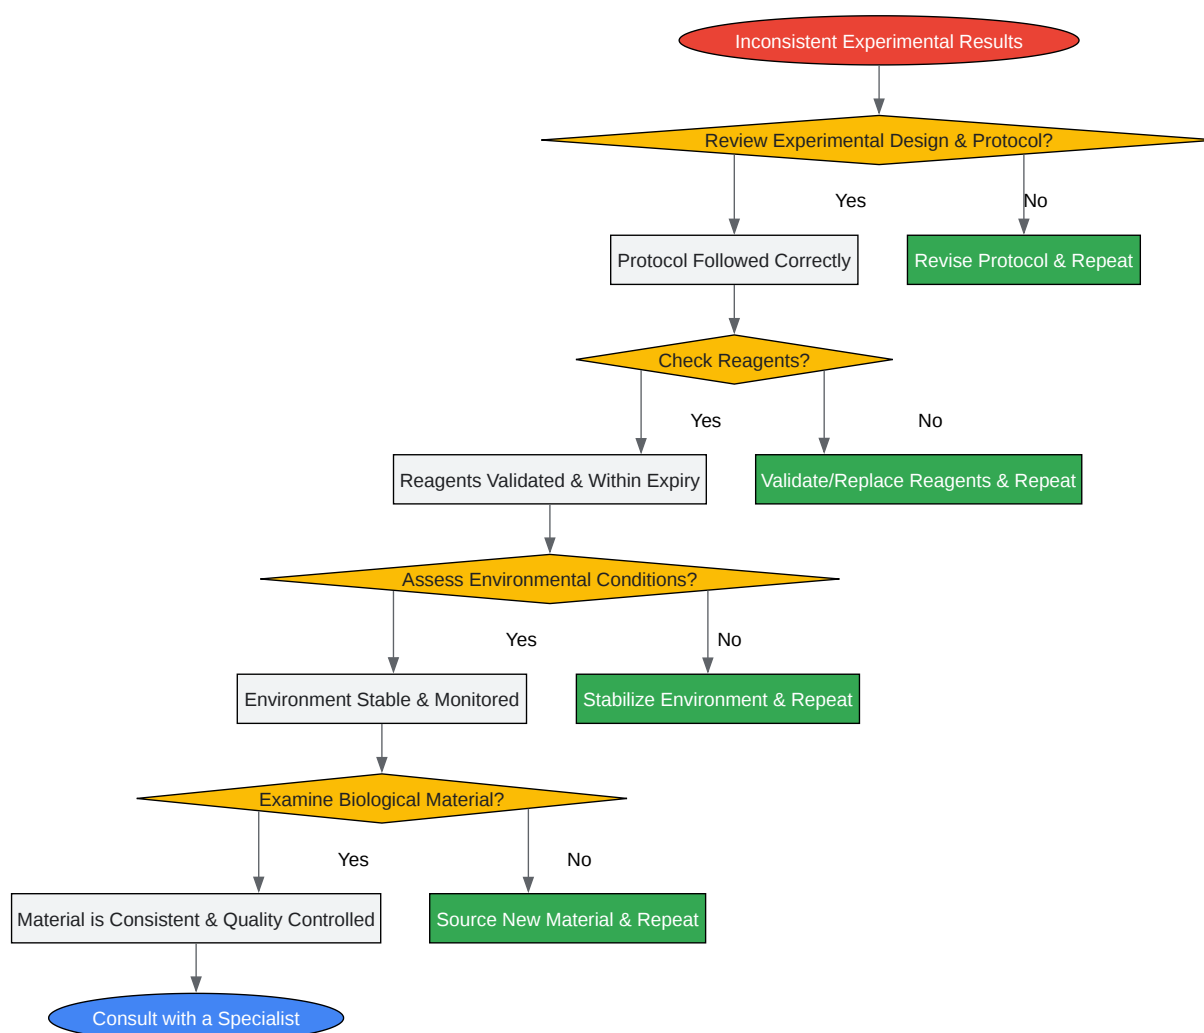 Inconsistent Experimental Results
Review Experimental Design & Protocol?
Yes
No
Protocol Followed Correctly
Revise Protocol & Repeat
Check Reagents?
Yes
No
Reagents Validated & Within Expiry
Validate/Replace Reagents & Repeat
Assess Environmental Conditions?
Yes
No
Environment Stable & Monitored
Stabilize Environment & Repeat
Examine Biological Material?
Yes
No
Material is Consistent & Quality Controlled
Source New Material & Repeat
Consult with a Specialist